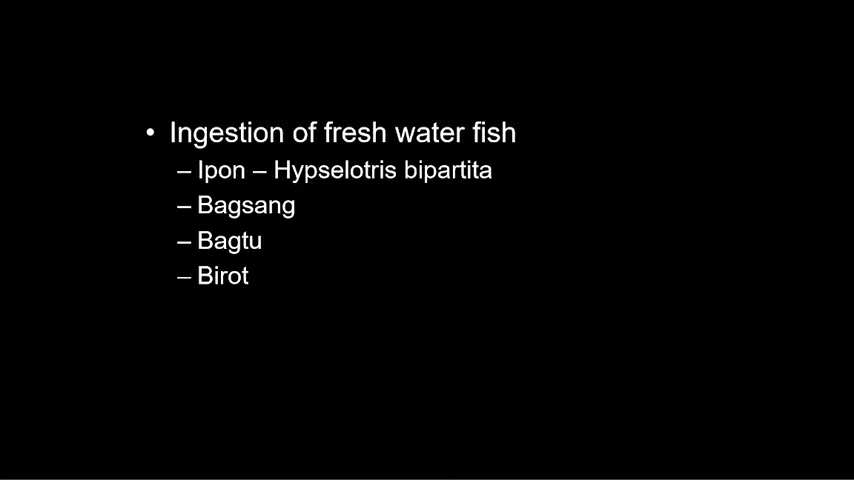 • Ingestion of fresh water fish
– Ipon – Hypselotris bipartita
– Bagsang
– Bagtu
– Birot